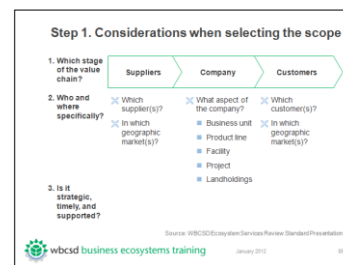 Step 1. Considerations when selecting the scope
1. Which stage of the value chain?
Suppliers
Company
Customers
2. Who and where specifically?
Which supplier(s)?
In which geographic market(s)?
What aspect of the company?
Business unit
Product line
Facility
Project
Landholdings
Which customer(s)?
In which geographic market(s)?
3. Is it strategic, timely, and supported?
Source: WBCSD Ecosystem Services Review Standard Presentation
wbcsd business ecosystems training
January 2012